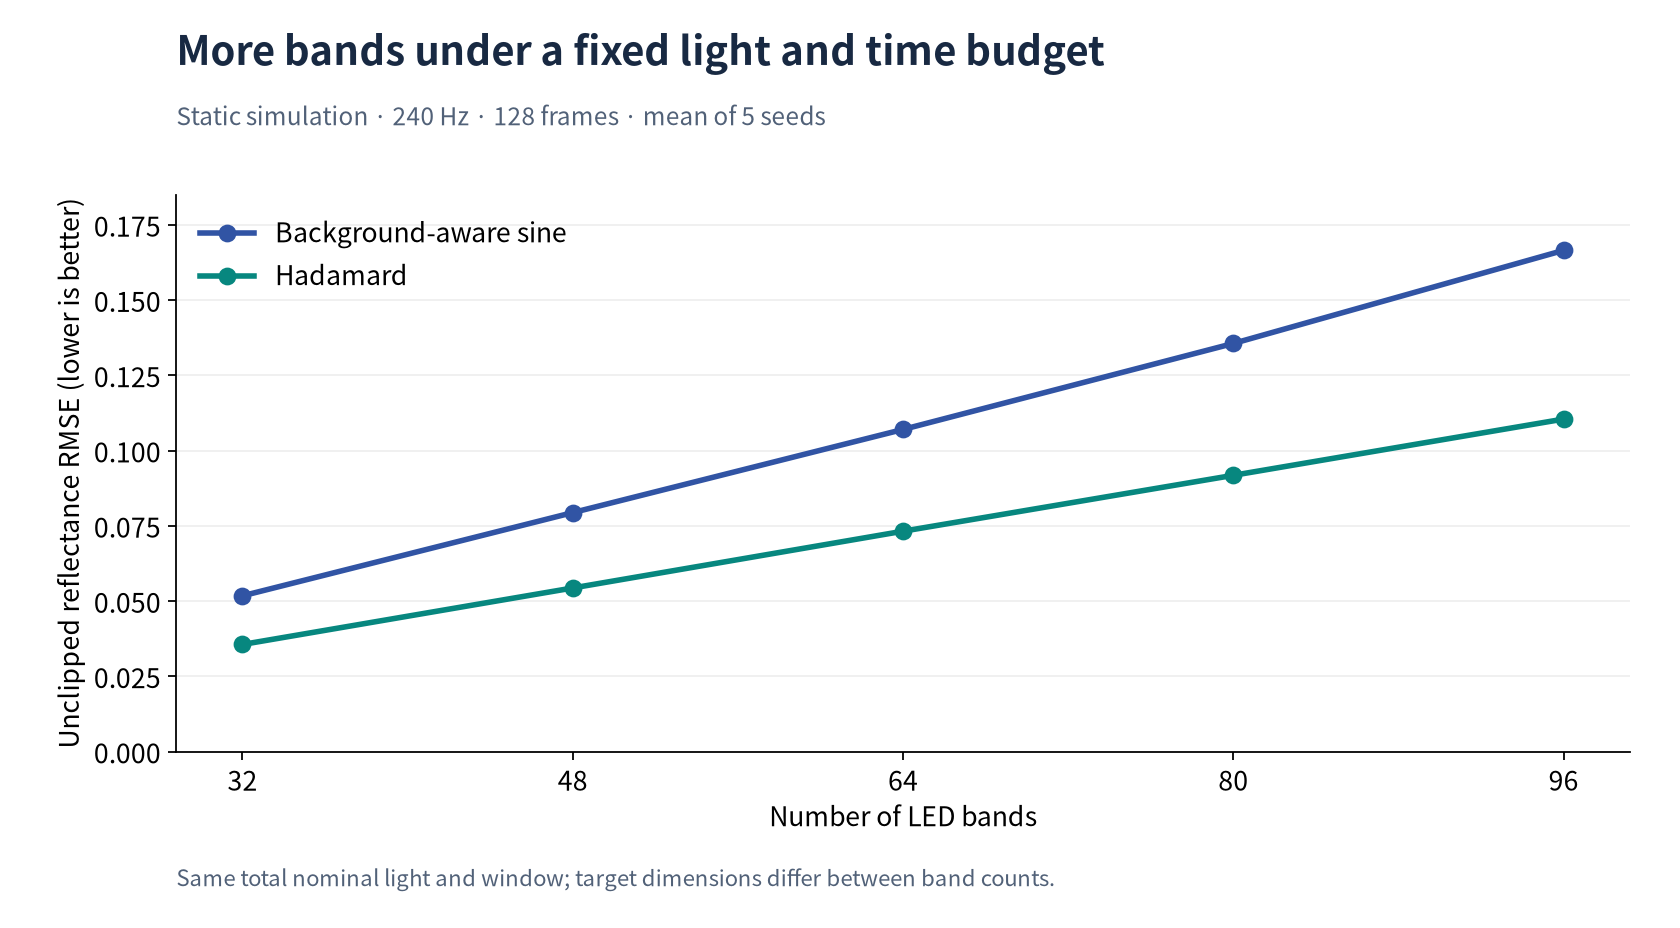 More bands under a fixed light and time budget
Static simulation · 240 Hz · 128 frames · mean of 5 seeds
Unclipped reflectance RMSE (lower is better)
0.175
0.150
0.125
0.100
0.075
0.050
0.025
0.000
Background-aware sine
Hadamard
32
48
64
80
96
Number of LED bands
Same total nominal light and window; target dimensions differ between band counts.